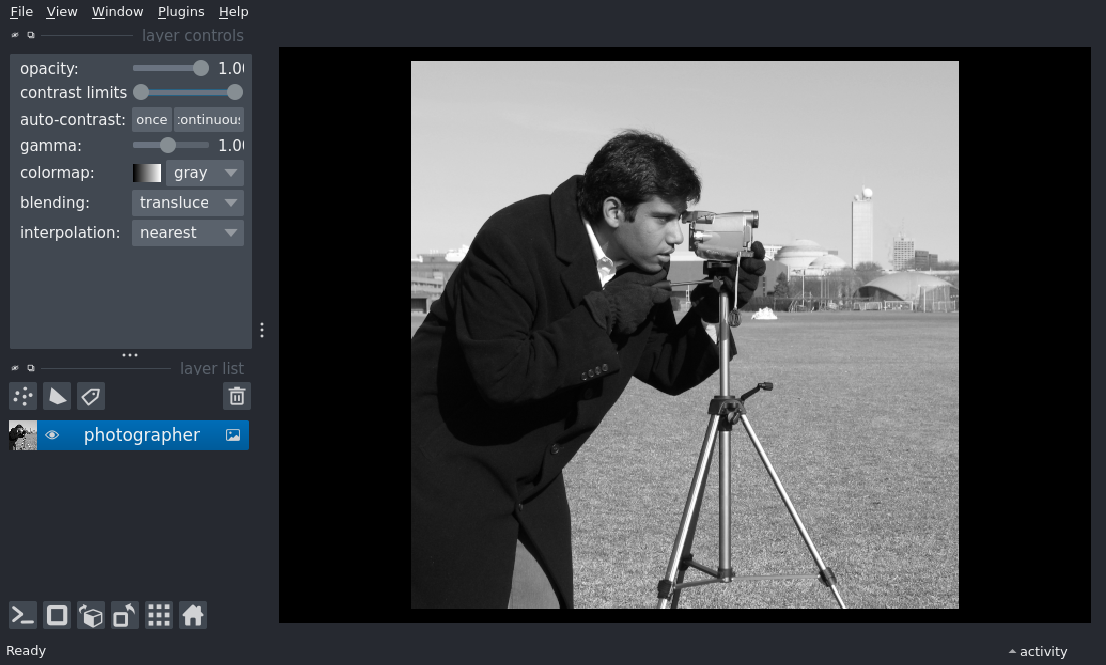 File View Window Plugins Help
layer controls
opacity: 1.00
contrast limits
auto-contrast: once continuous
gamma: 1.00
colormap: gray
blending: transluce
interpolation: nearest
layer list
photographer
Ready
activity